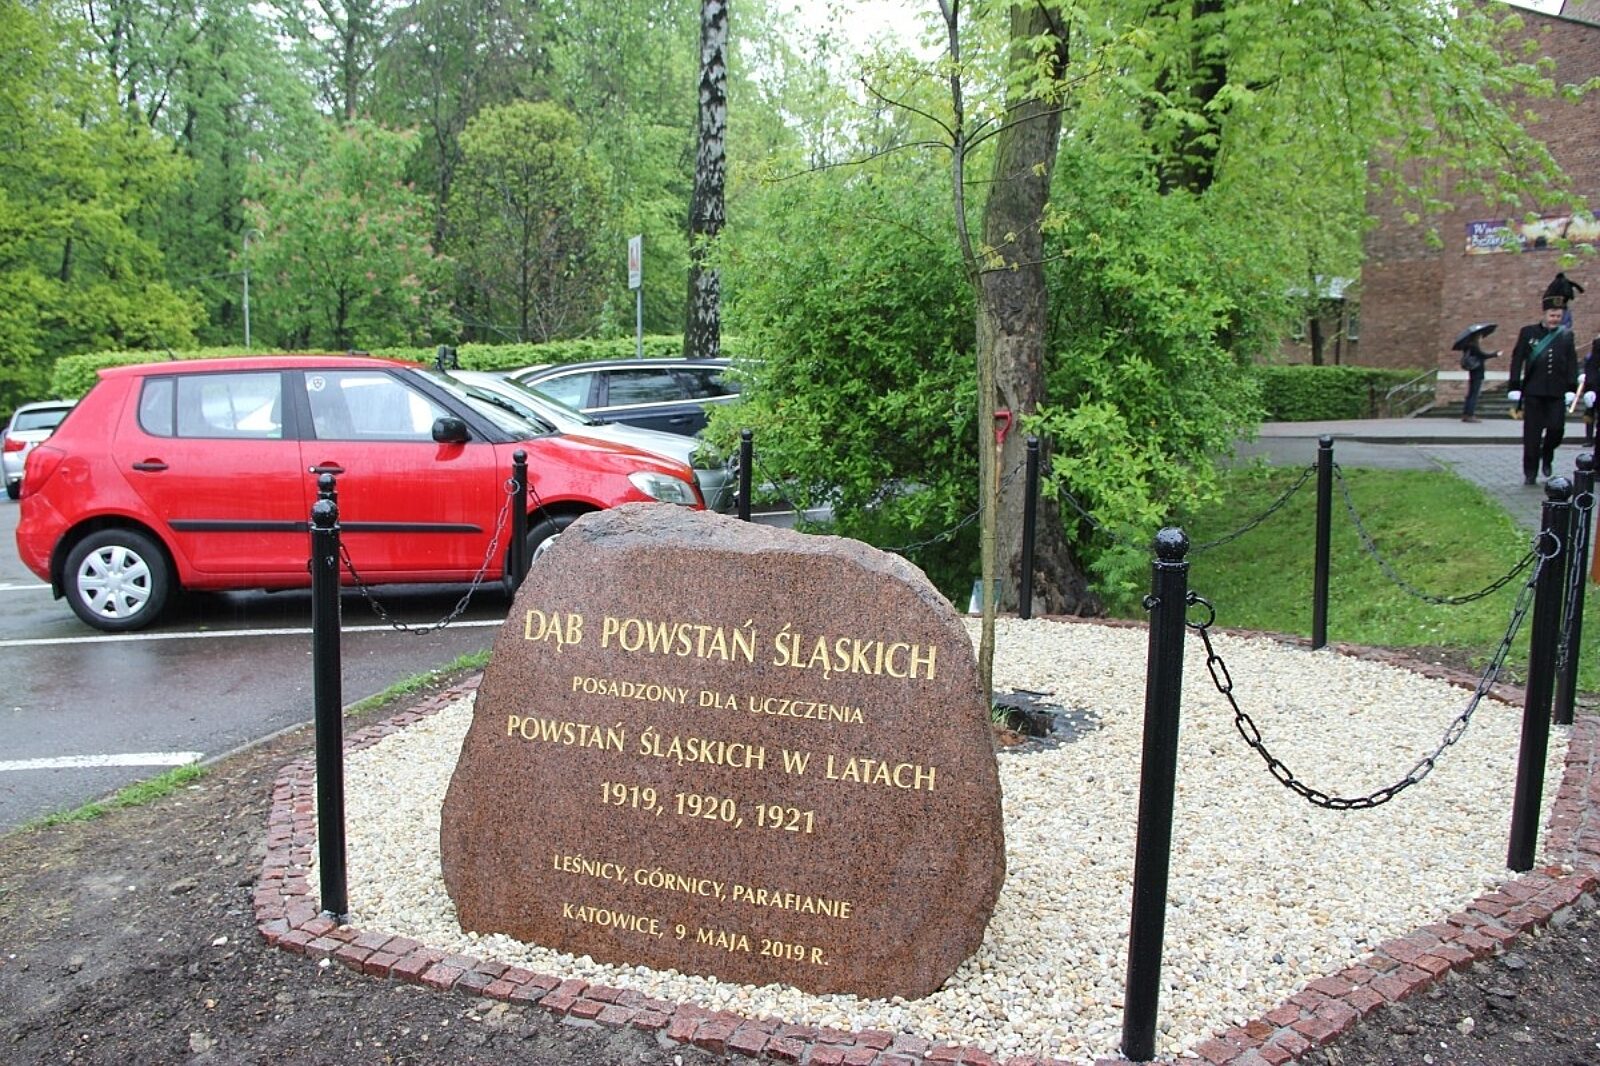 DĄB POWSTAŃ ŚLĄSKICH
POSADZONY DLA UCZCZENIA
POWSTAŃ ŚLĄSKICH W LATACH
1919, 1920, 1921
LEŚNICY, GÓRNICY, PARAFIANIE
KATOWICE, 9 MAJA 2019 R.